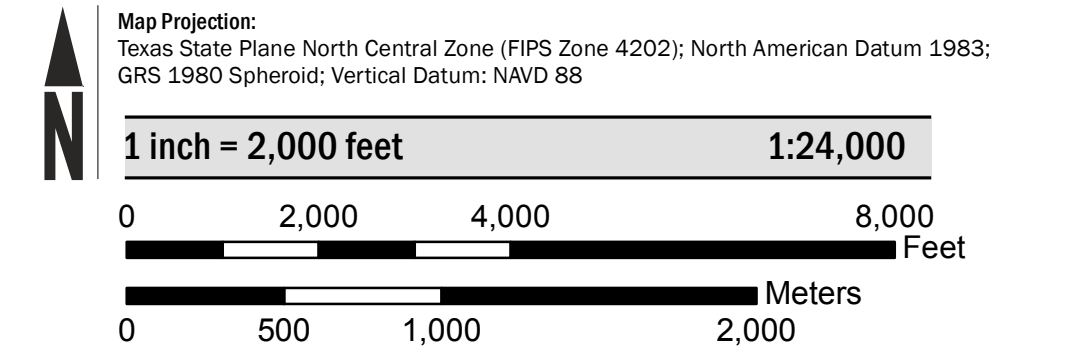 N
Map Projection:
Texas State Plane North Central Zone (FIPS Zone 4202); North American Datum 1983;
GRS 1980 Spheroid; Vertical Datum: NAVD 88
1 inch = 2,000 feet 1:24,000
0 2,000 4,000 8,000
Feet
Meters
0 500 1,000 2,000